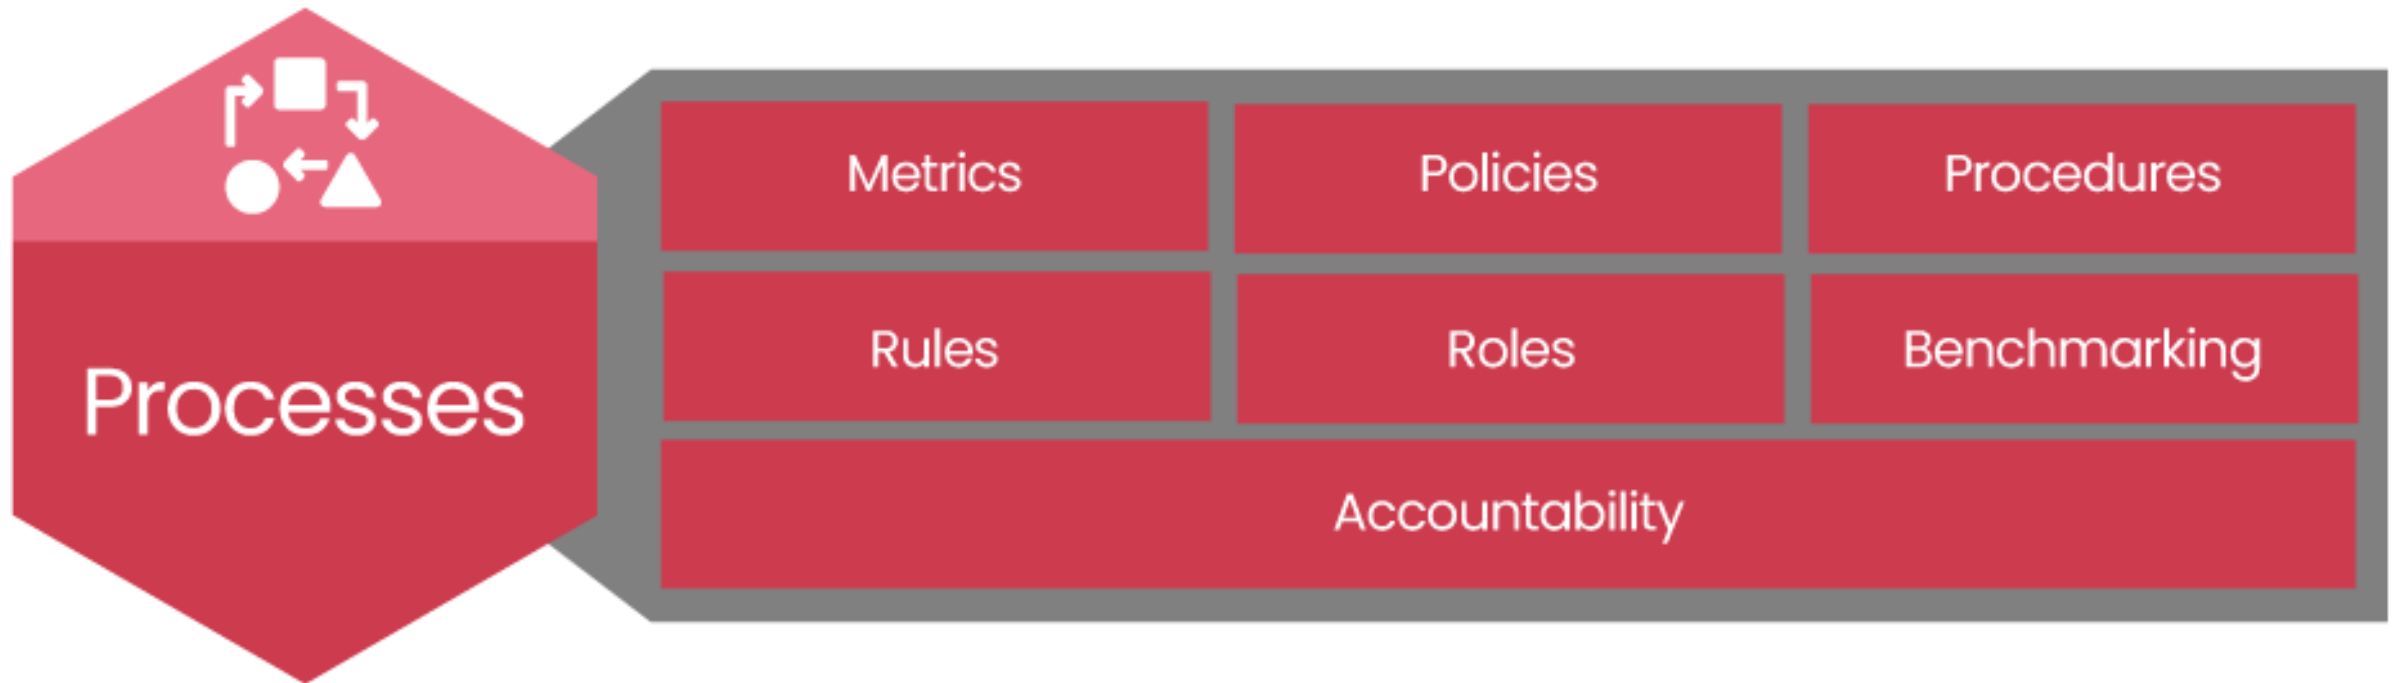 Processes
Metrics
Policies
Procedures
Rules
Roles
Benchmarking
Accountability